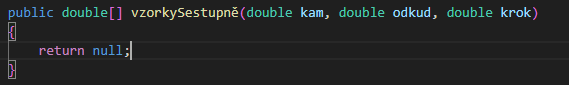 public double[] vzorkySestupně(double kam, double odkud, double krok)
{
return null;
}